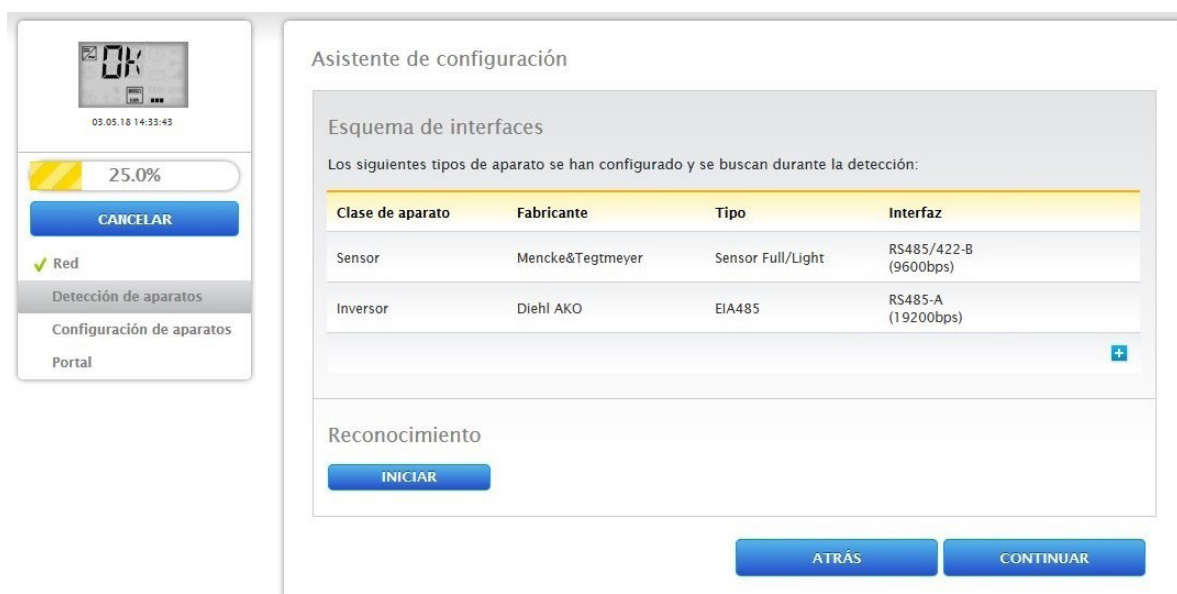 OK
03.05.18 14:33:43
25.0%
CANCELAR
Red
Detección de aparatos
Configuración de aparatos
Portal
Asistente de configuración
Esquema de interfaces
Los siguientes tipos de aparato se han configurado y se buscan durante la detección:
Clase de aparato Fabricante Tipo Interfaz
Sensor Mencke&Tegtmeyer Sensor Full/Light RS485/422-B
(9600bps)
Inversor Diehl AKO EIA485 RS485-A
(19200bps)
Reconocimiento
INICIAR
ATRÁS CONTINUAR